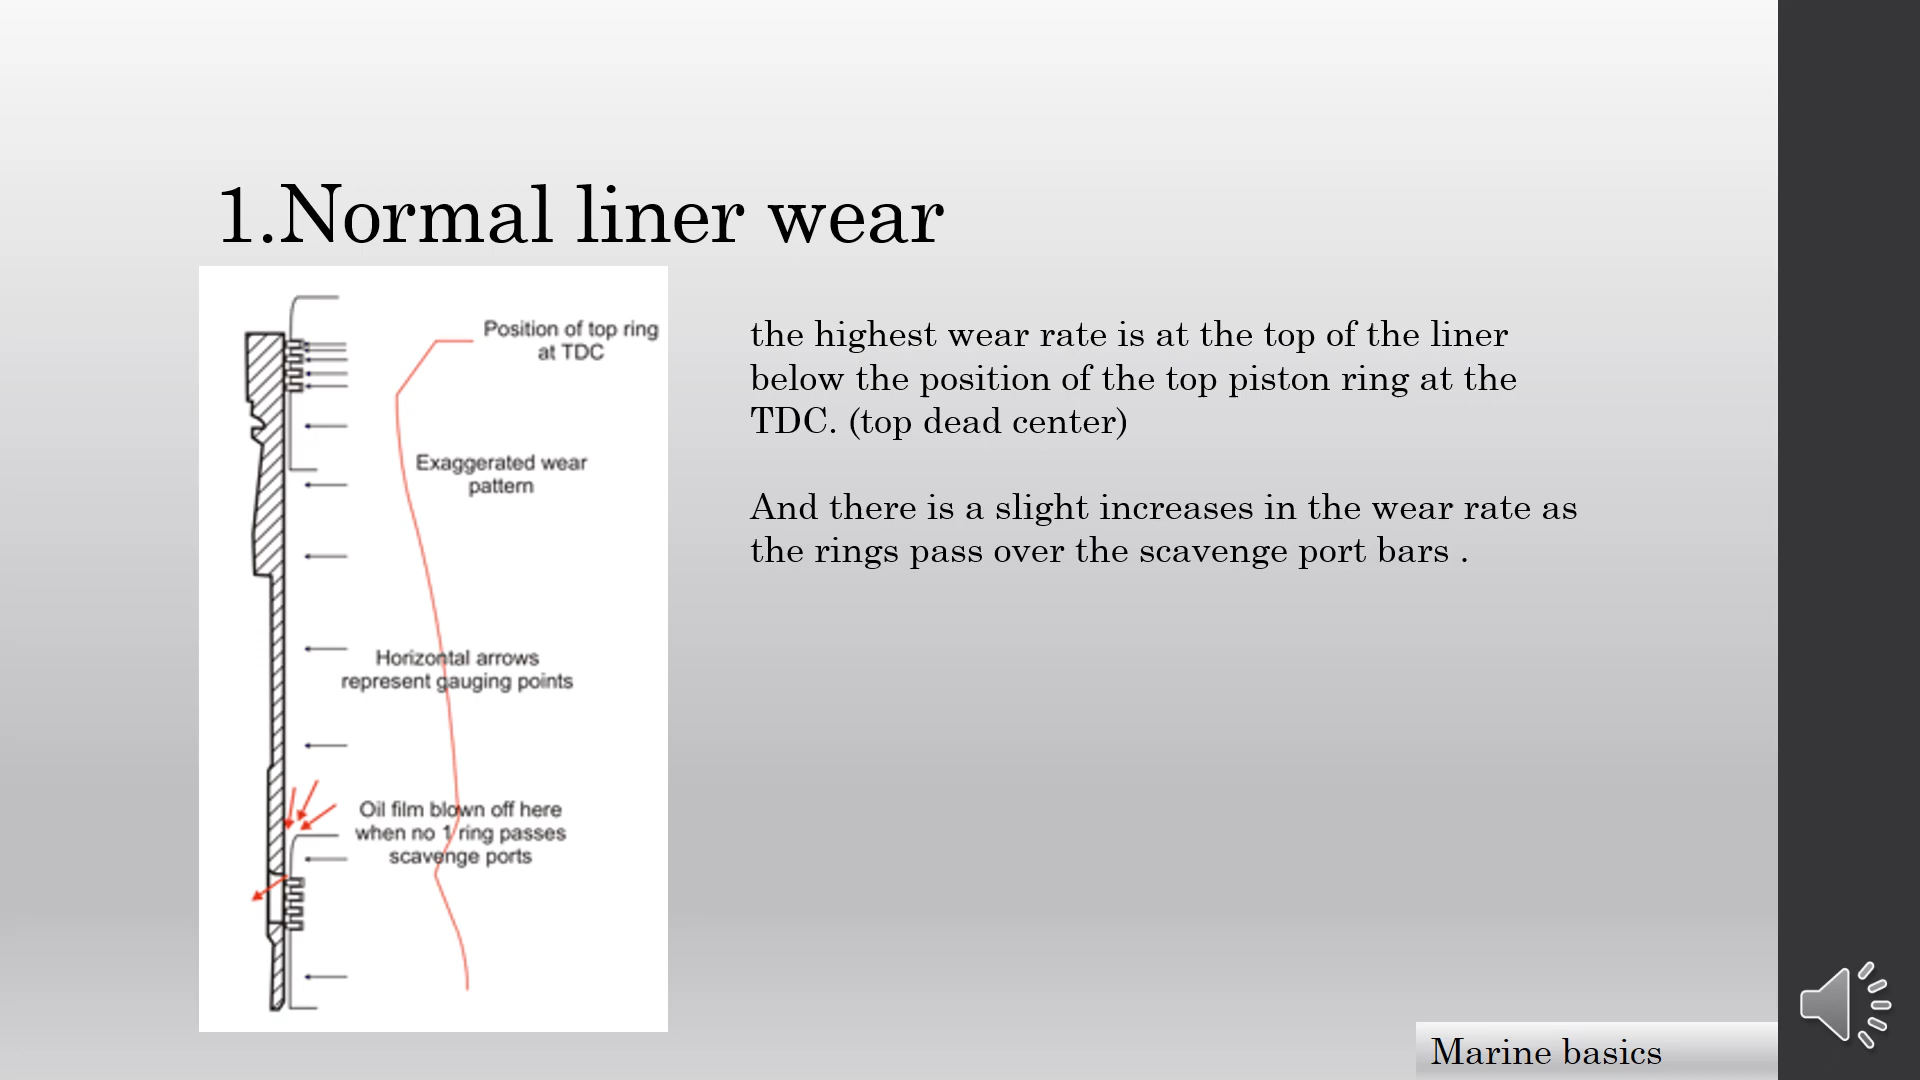 1.Normal liner wear
Position of top ring
at TDC
Exaggerated wear
pattern
Horizontal arrows
represent gauging points
Oil film blown off here
when no 1 ring passes
scavenge ports
the highest wear rate is at the top of the liner
below the position of the top piston ring at the
TDC. (top dead center)
And there is a slight increases in the wear rate as
the rings pass over the scavenge port bars .
Marine basics